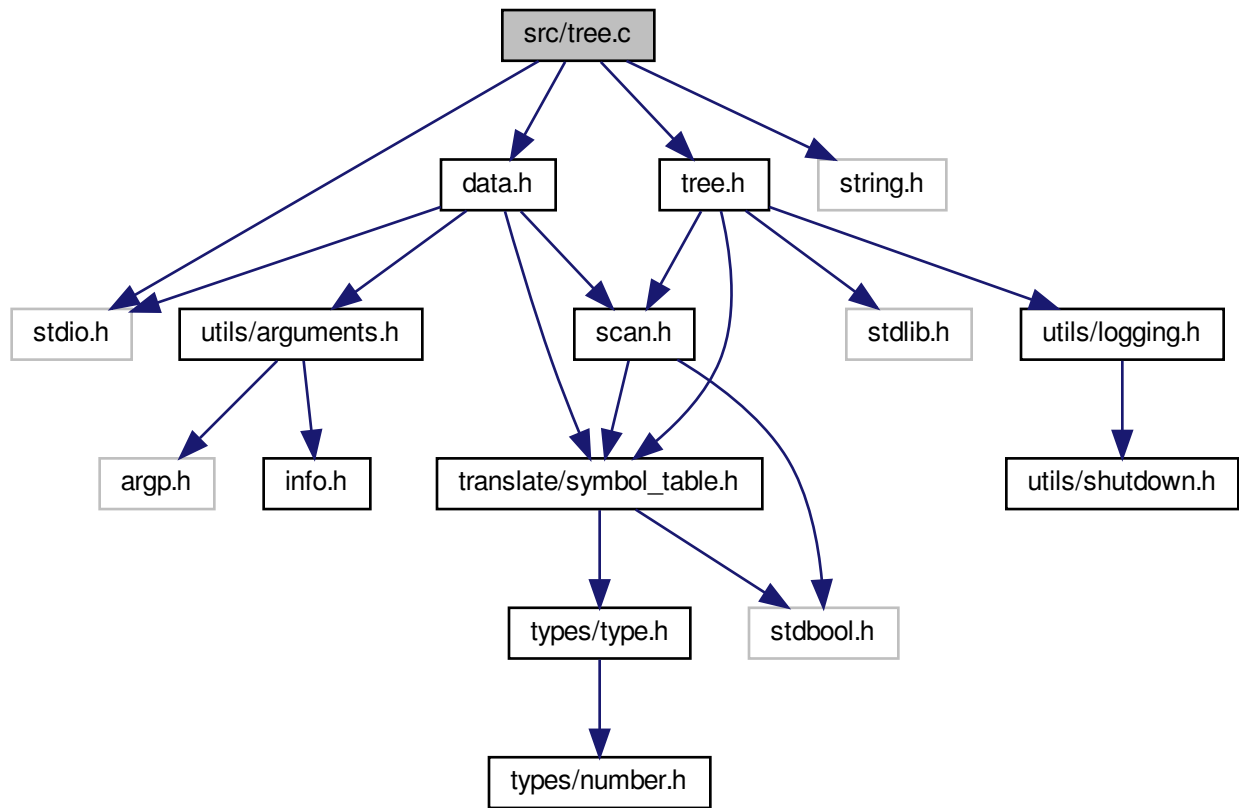 src/tree.c
data.h
tree.h
string.h
stdio.h
utils/arguments.h
scan.h
stdlib.h
utils/logging.h
argp.h
info.h
translate/symbol_table.h
utils/shutdown.h
types/type.h
stdbool.h
types/number.h